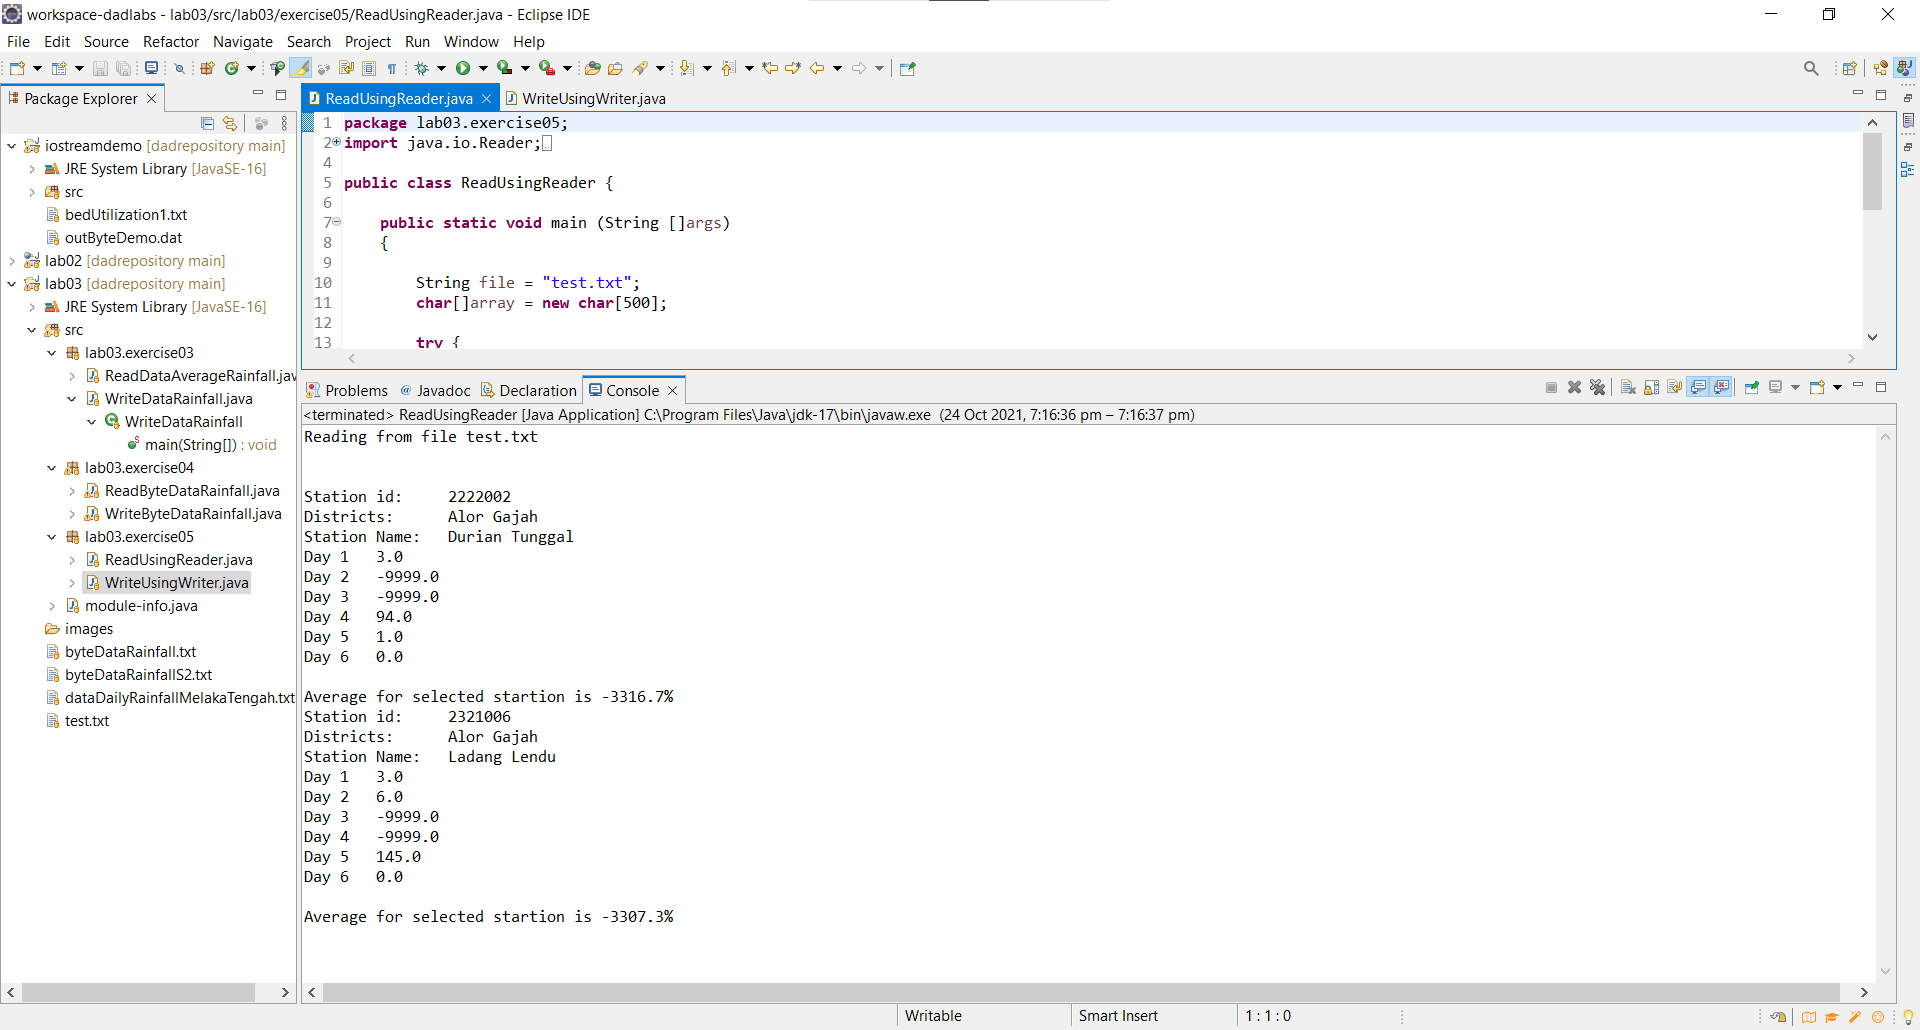 workspace-dadlabs - lab03/src/lab03/exercise05/ReadUsingReader.java - Eclipse IDE
File Edit Source Refactor Navigate Search Project Run Window Help
Package Explorer
ReadUsingReader.java WriteUsingWriter.java
iostreamdemo [dadrepository main]
JRE System Library [JavaSE-16]
src
bedUtilization1.txt
outByteDemo.dat
lab02 [dadrepository main]
lab03 [dadrepository main]
JRE System Library [JavaSE-16]
src
lab03.exercise03
ReadDataAverageRainfall.jav
WriteDataRainfall.java
WriteDataRainfall
main(String[]) : void
lab03.exercise04
ReadByteDataRainfall.java
WriteByteDataRainfall.java
lab03.exercise05
ReadUsingReader.java
WriteUsingWriter.java
module-info.java
images
byteDataRainfall.txt
byteDataRainfallS2.txt
dataDailyRainfallMelakaTengah.txt
test.txt
1 package lab03.exercise05;
2 import java.io.Reader;
4
5 public class ReadUsingReader {
6
7 public static void main (String []args)
8 {
9
10 String file = "test.txt";
11 char[]array = new char[500];
12
13 try {
Problems @ Javadoc Declaration Console
<terminated> ReadUsingReader [Java Application] C:\Program Files\Java\jdk-17\bin\javaw.exe (24 Oct 2021, 7:16:36 pm – 7:16:37 pm)
Reading from file test.txt
Station id: 2222002
Districts: Alor Gajah
Station Name: Durian Tunggal
Day 1 3.0
Day 2 -9999.0
Day 3 -9999.0
Day 4 94.0
Day 5 1.0
Day 6 0.0
Average for selected startion is -3316.7%
Station id: 2321006
Districts: Alor Gajah
Station Name: Ladang Lendu
Day 1 3.0
Day 2 6.0
Day 3 -9999.0
Day 4 -9999.0
Day 5 145.0
Day 6 0.0
Average for selected startion is -3307.3%
Writable Smart Insert 1 : 1 : 0